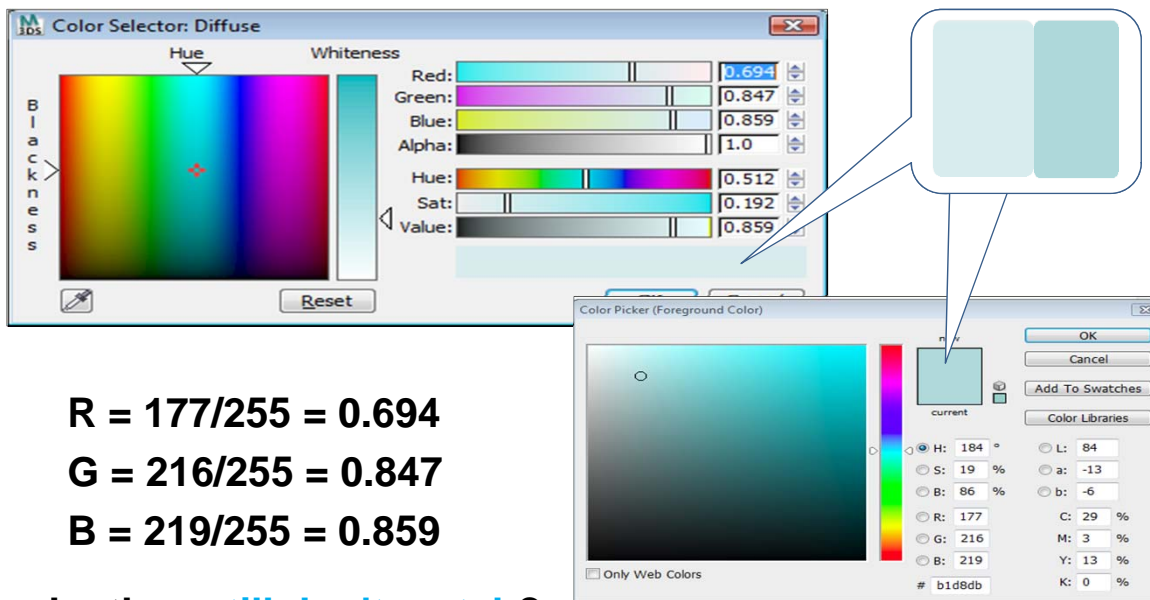 M
3DS
Color Selector: Diffuse
Hue
Whiteness
Blackness
Red: 0.694
Green: 0.847
Blue: 0.859
Alpha: 1.0
Hue: 0.512
Sat: 0.192
Value: 0.859
Reset
Color Picker (Foreground Color)
current
OK
Cancel
Add To Swatches
Color Libraries
H: 184 °
L: 84
S: 19 %
a: -13
B: 86 %
b: -6
R: 177
C: 29 %
G: 216
M: 3 %
B: 219
Y: 13 %
# b1d8db
K: 0 %
Only Web Colors
R = 177/255 = 0.694
G = 216/255 = 0.847
B = 219/255 = 0.859